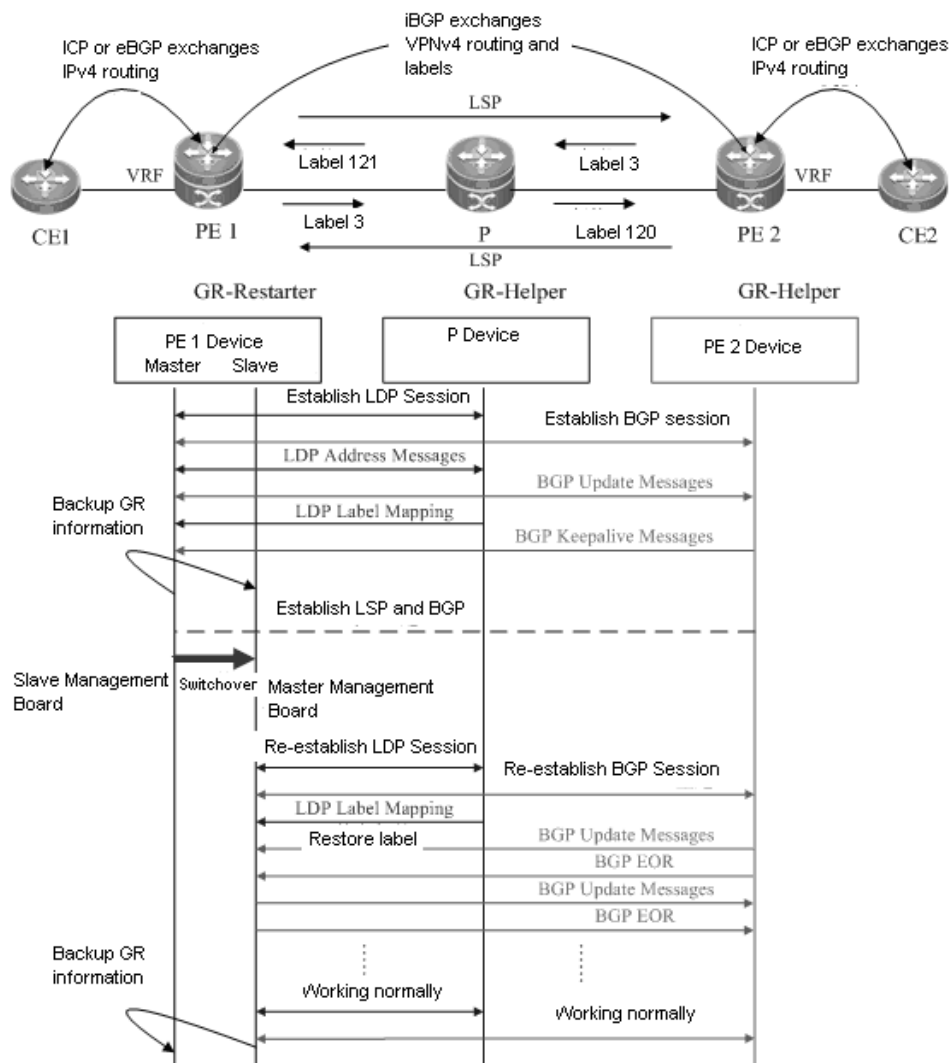 iBGP exchanges
VPNv4 routing and
labels
ICP or eBGP exchanges
IPv4 routing
ICP or eBGP exchanges
IPv4 routing
LSP
Label 121
Label 3
VRF
VRF
CE1
PE 1
Label 3
P
Label 120
PE 2
CE2
LSP
GR-Restarter
GR-Helper
GR-Helper
PE 1 Device
Master Slave
P Device
PE 2 Device
Establish LDP Session
Establish BGP session
LDP Address Messages
BGP Update Messages
Backup GR
information
LDP Label Mapping
BGP Keepalive Messages
Establish LSP and BGP
Slave Management
Board
Switchover
Master Management
Board
Re-establish LDP Session
Re-establish BGP Session
LDP Label Mapping
Restore label
BGP Update Messages
BGP EOR
BGP Update Messages
BGP EOR
Backup GR
information
Working normally
Working normally